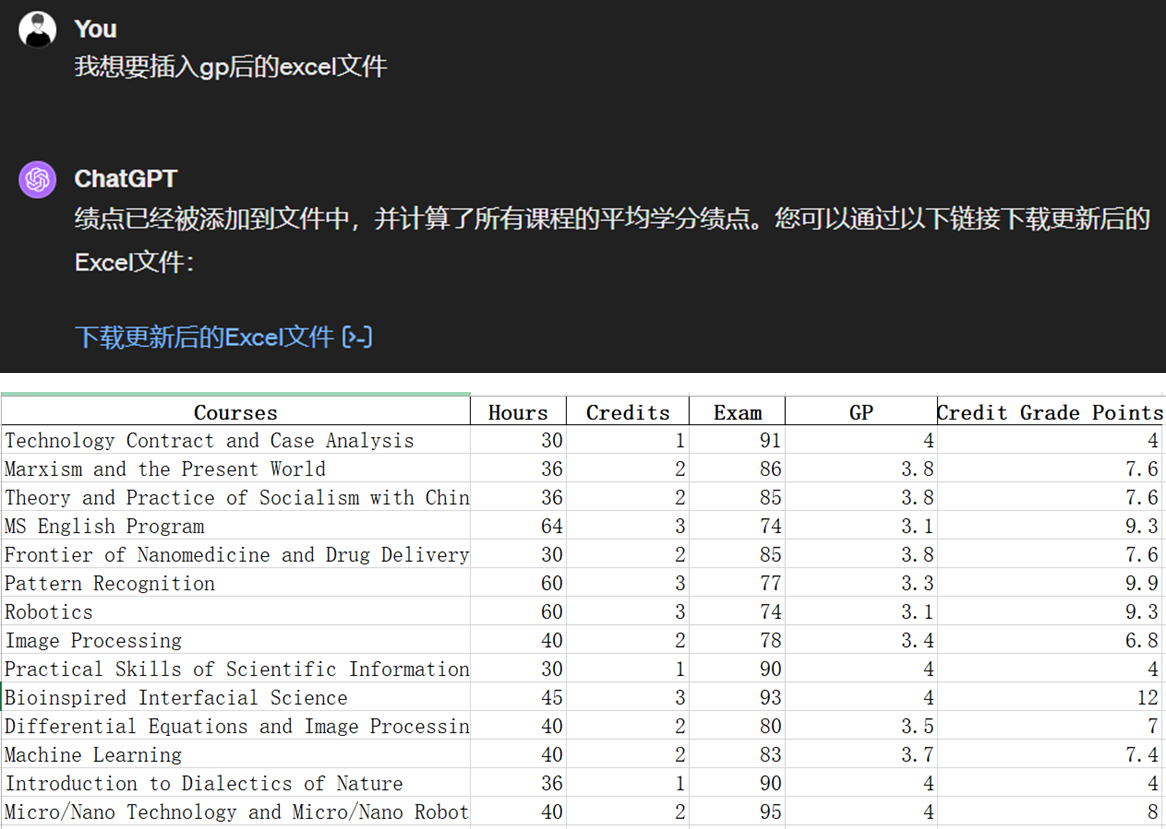 You
我想要插入gp后的excel文件
ChatGPT
绩点已经被添加到文件中，并计算了所有课程的平均学分绩点。您可以通过以下链接下载更新后的
Excel文件：
下载更新后的Excel文件 [>-]
Courses Hours Credits Exam GP Credit Grade Points
Technology Contract and Case Analysis 30 1 91 4 4
Marxism and the Present World 36 2 86 3.8 7.6
Theory and Practice of Socialism with Chin 36 2 85 3.8 7.6
MS English Program 64 3 74 3.1 9.3
Frontier of Nanomedicine and Drug Delivery 30 2 85 3.8 7.6
Pattern Recognition 60 3 77 3.3 9.9
Robotics 60 3 74 3.1 9.3
Image Processing 40 2 78 3.4 6.8
Practical Skills of Scientific Information 30 1 90 4 4
Bioinspired Interfacial Science 45 3 93 4 12
Differential Equations and Image Processin 40 2 80 3.5 7
Machine Learning 40 2 83 3.7 7.4
Introduction to Dialectics of Nature 36 1 90 4 4
Micro/Nano Technology and Micro/Nano Robot 40 2 95 4 8